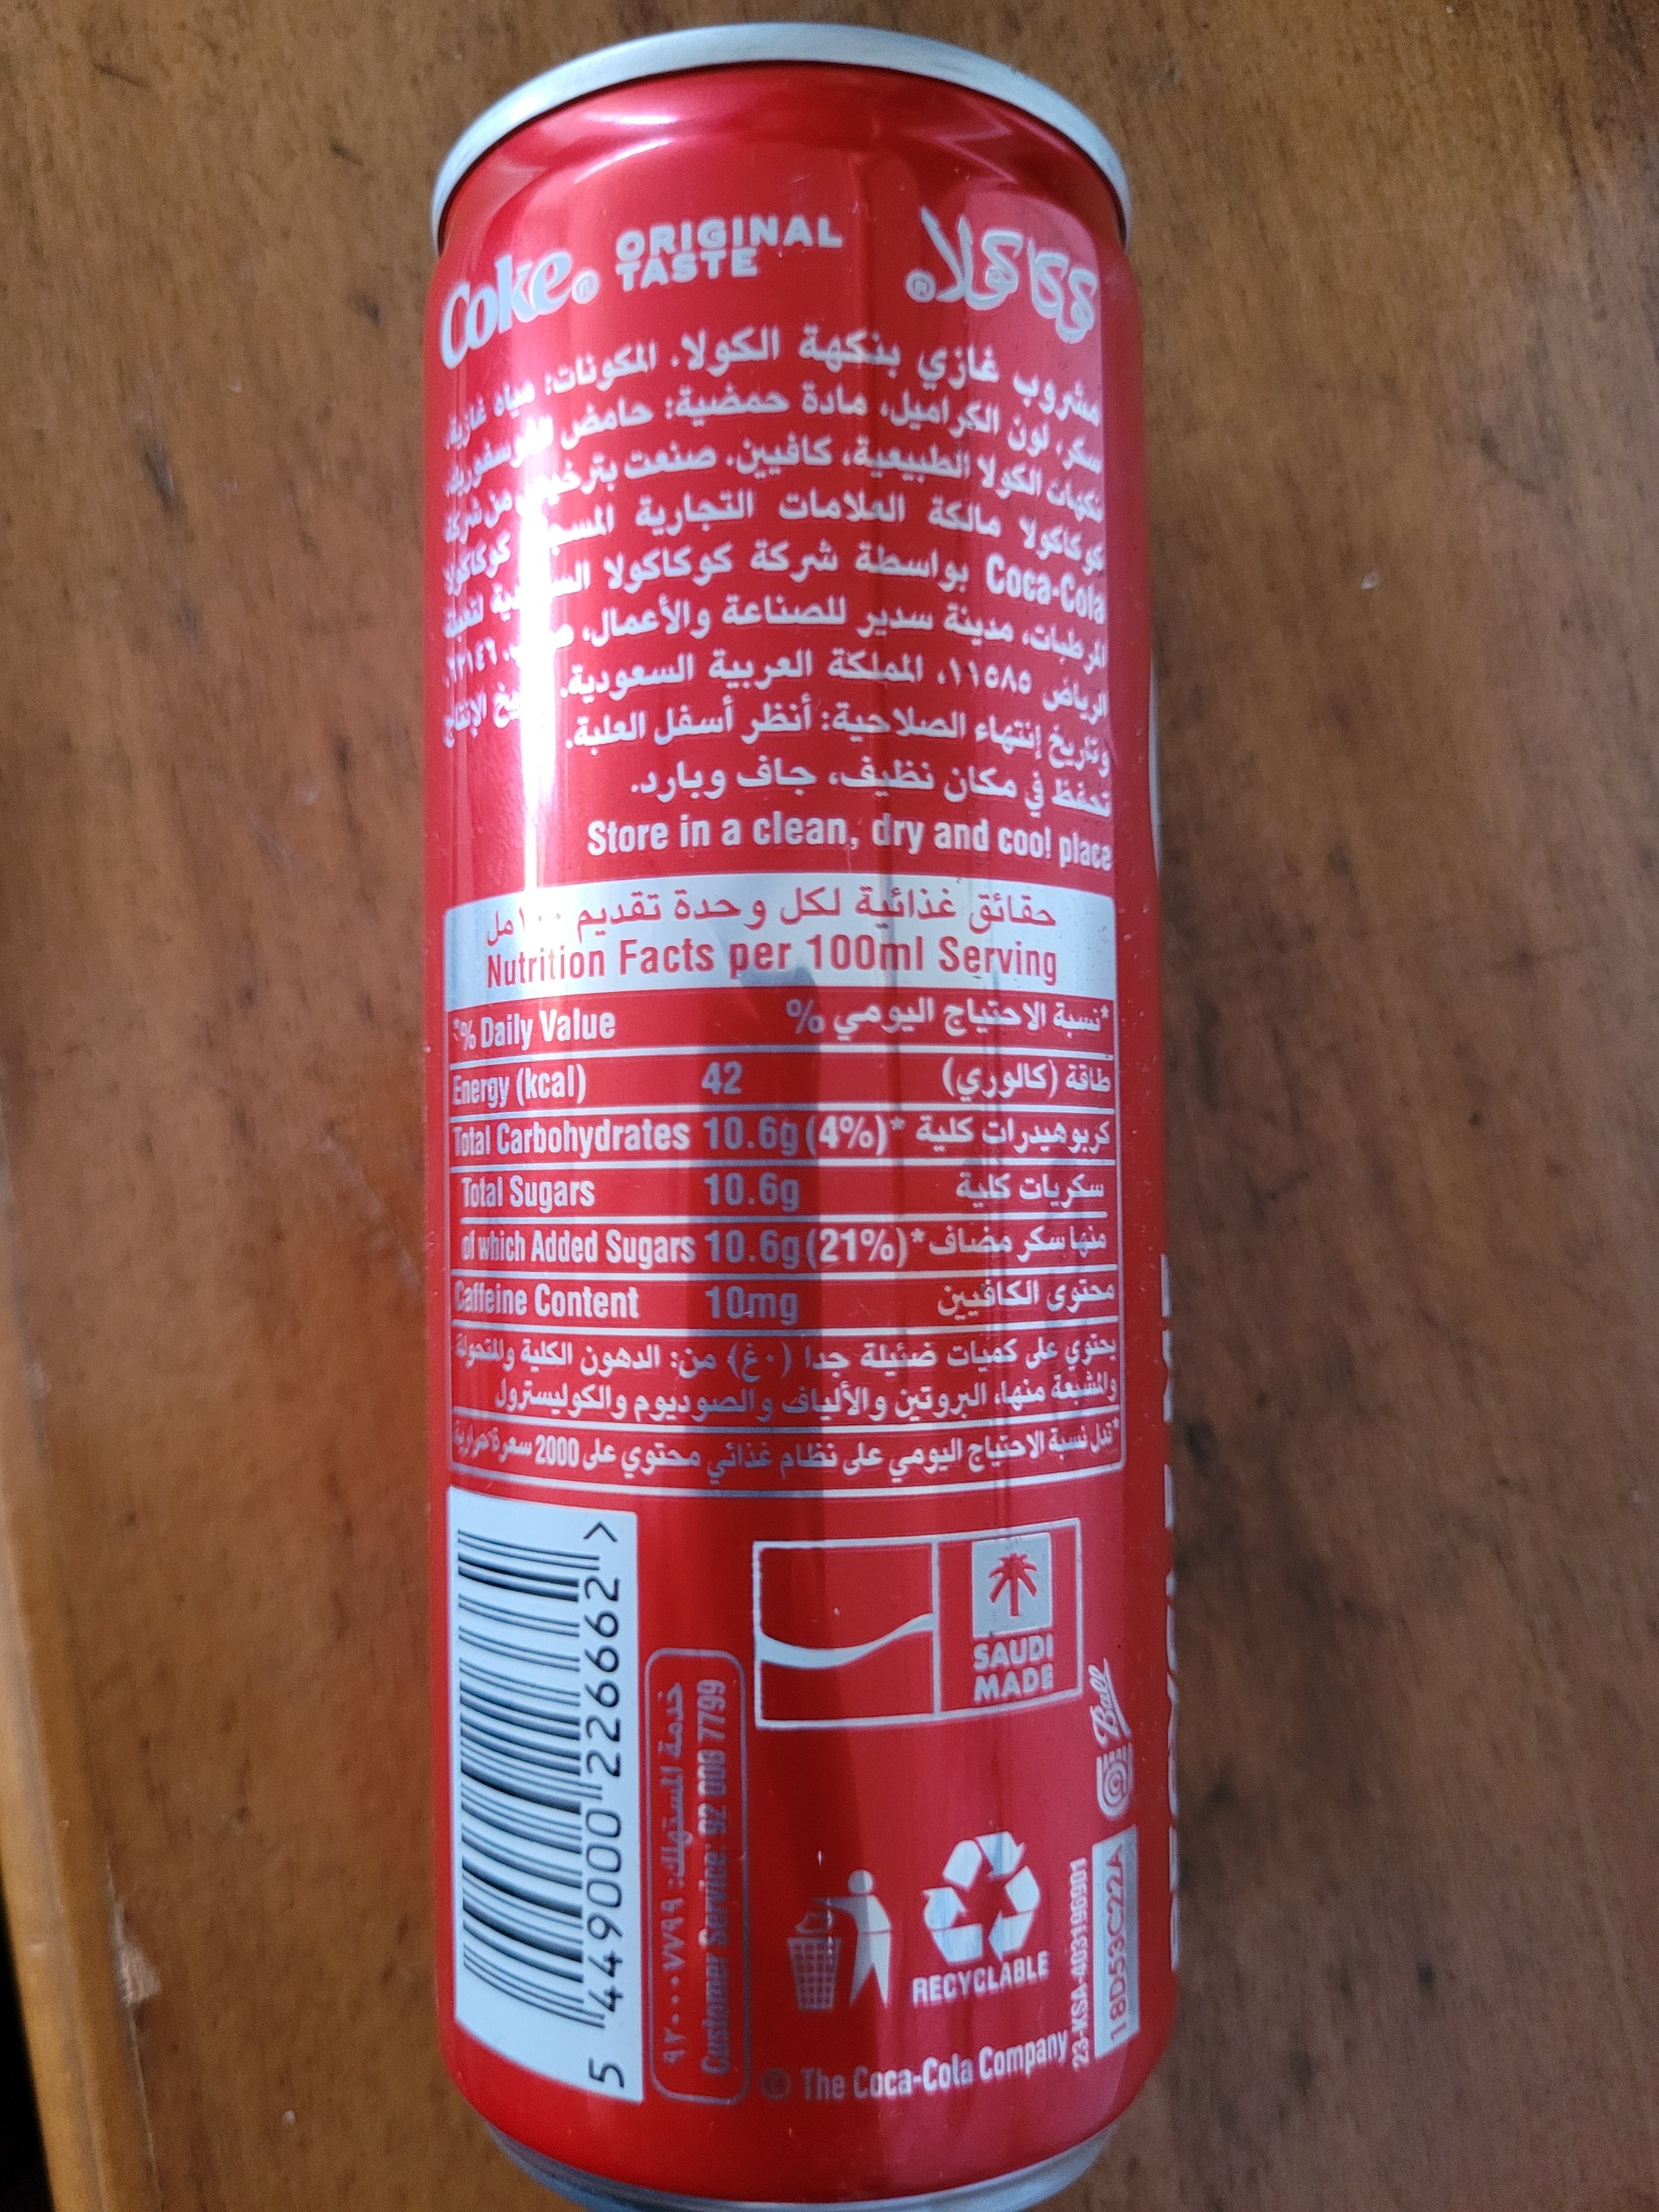 Coke® ORIGINAL TASTE كوكاكولا®
مشروب غازي بنكهة الكولا. المكونات: مياه غازية،
سكر، لون الكراميل، مادة حمضية: حامض الفوسفوريك،
نكهات الكولا الطبيعية، كافيين. صنعت بترخيص من شركة
كوكاكولا مالكة العلامات التجارية كوكاكولا
Coca-Cola بواسطة شركة كوكاكولا السعودية لتعبئة
المرطبات، مدينة سدير للصناعة والأعمال،
الرياض ١١٥٨٥، المملكة العربية السعودية. تاريخ الإنتاج
وتاريخ إنتهاء الصلاحية: أنظر أسفل العلبة.
تحفظ في مكان نظيف، جاف وبارد.
Store in a clean, dry and cool place
حقائق غذائية لكل وحدة تقديم ١٠٠مل
Nutrition Facts per 100ml Serving
*% Daily Value *نسبة الاحتياج اليومي %
Energy (kcal) 42 طاقة (كالوري)
Total Carbohydrates 10.6g (4%)* كربوهيدرات كلية
Total Sugars 10.6g سكريات كلية
of which Added Sugars 10.6g (21%)* منها سكر مضاف
Caffeine Content 10mg محتوى الكافيين
يحتوي على كميات ضئيلة جدا (٠غ) من: الدهون الكلية والمتحولة
والمشبعة منها، البروتين والألياف والصوديوم والكوليسترول
*تدل نسبة الاحتياج اليومي على نظام غذائي محتوي على 2000 سعرة حرارية
5 449000 226662 >
خدمة المستهلك: ٩٢٠٠٠٧٧٩٩
Customer Service: 92 000 7799
SAUDI
MADE
Ball
RECYCLABLE
23-KSA-403196901
18D53C22A
© The Coca-Cola Company